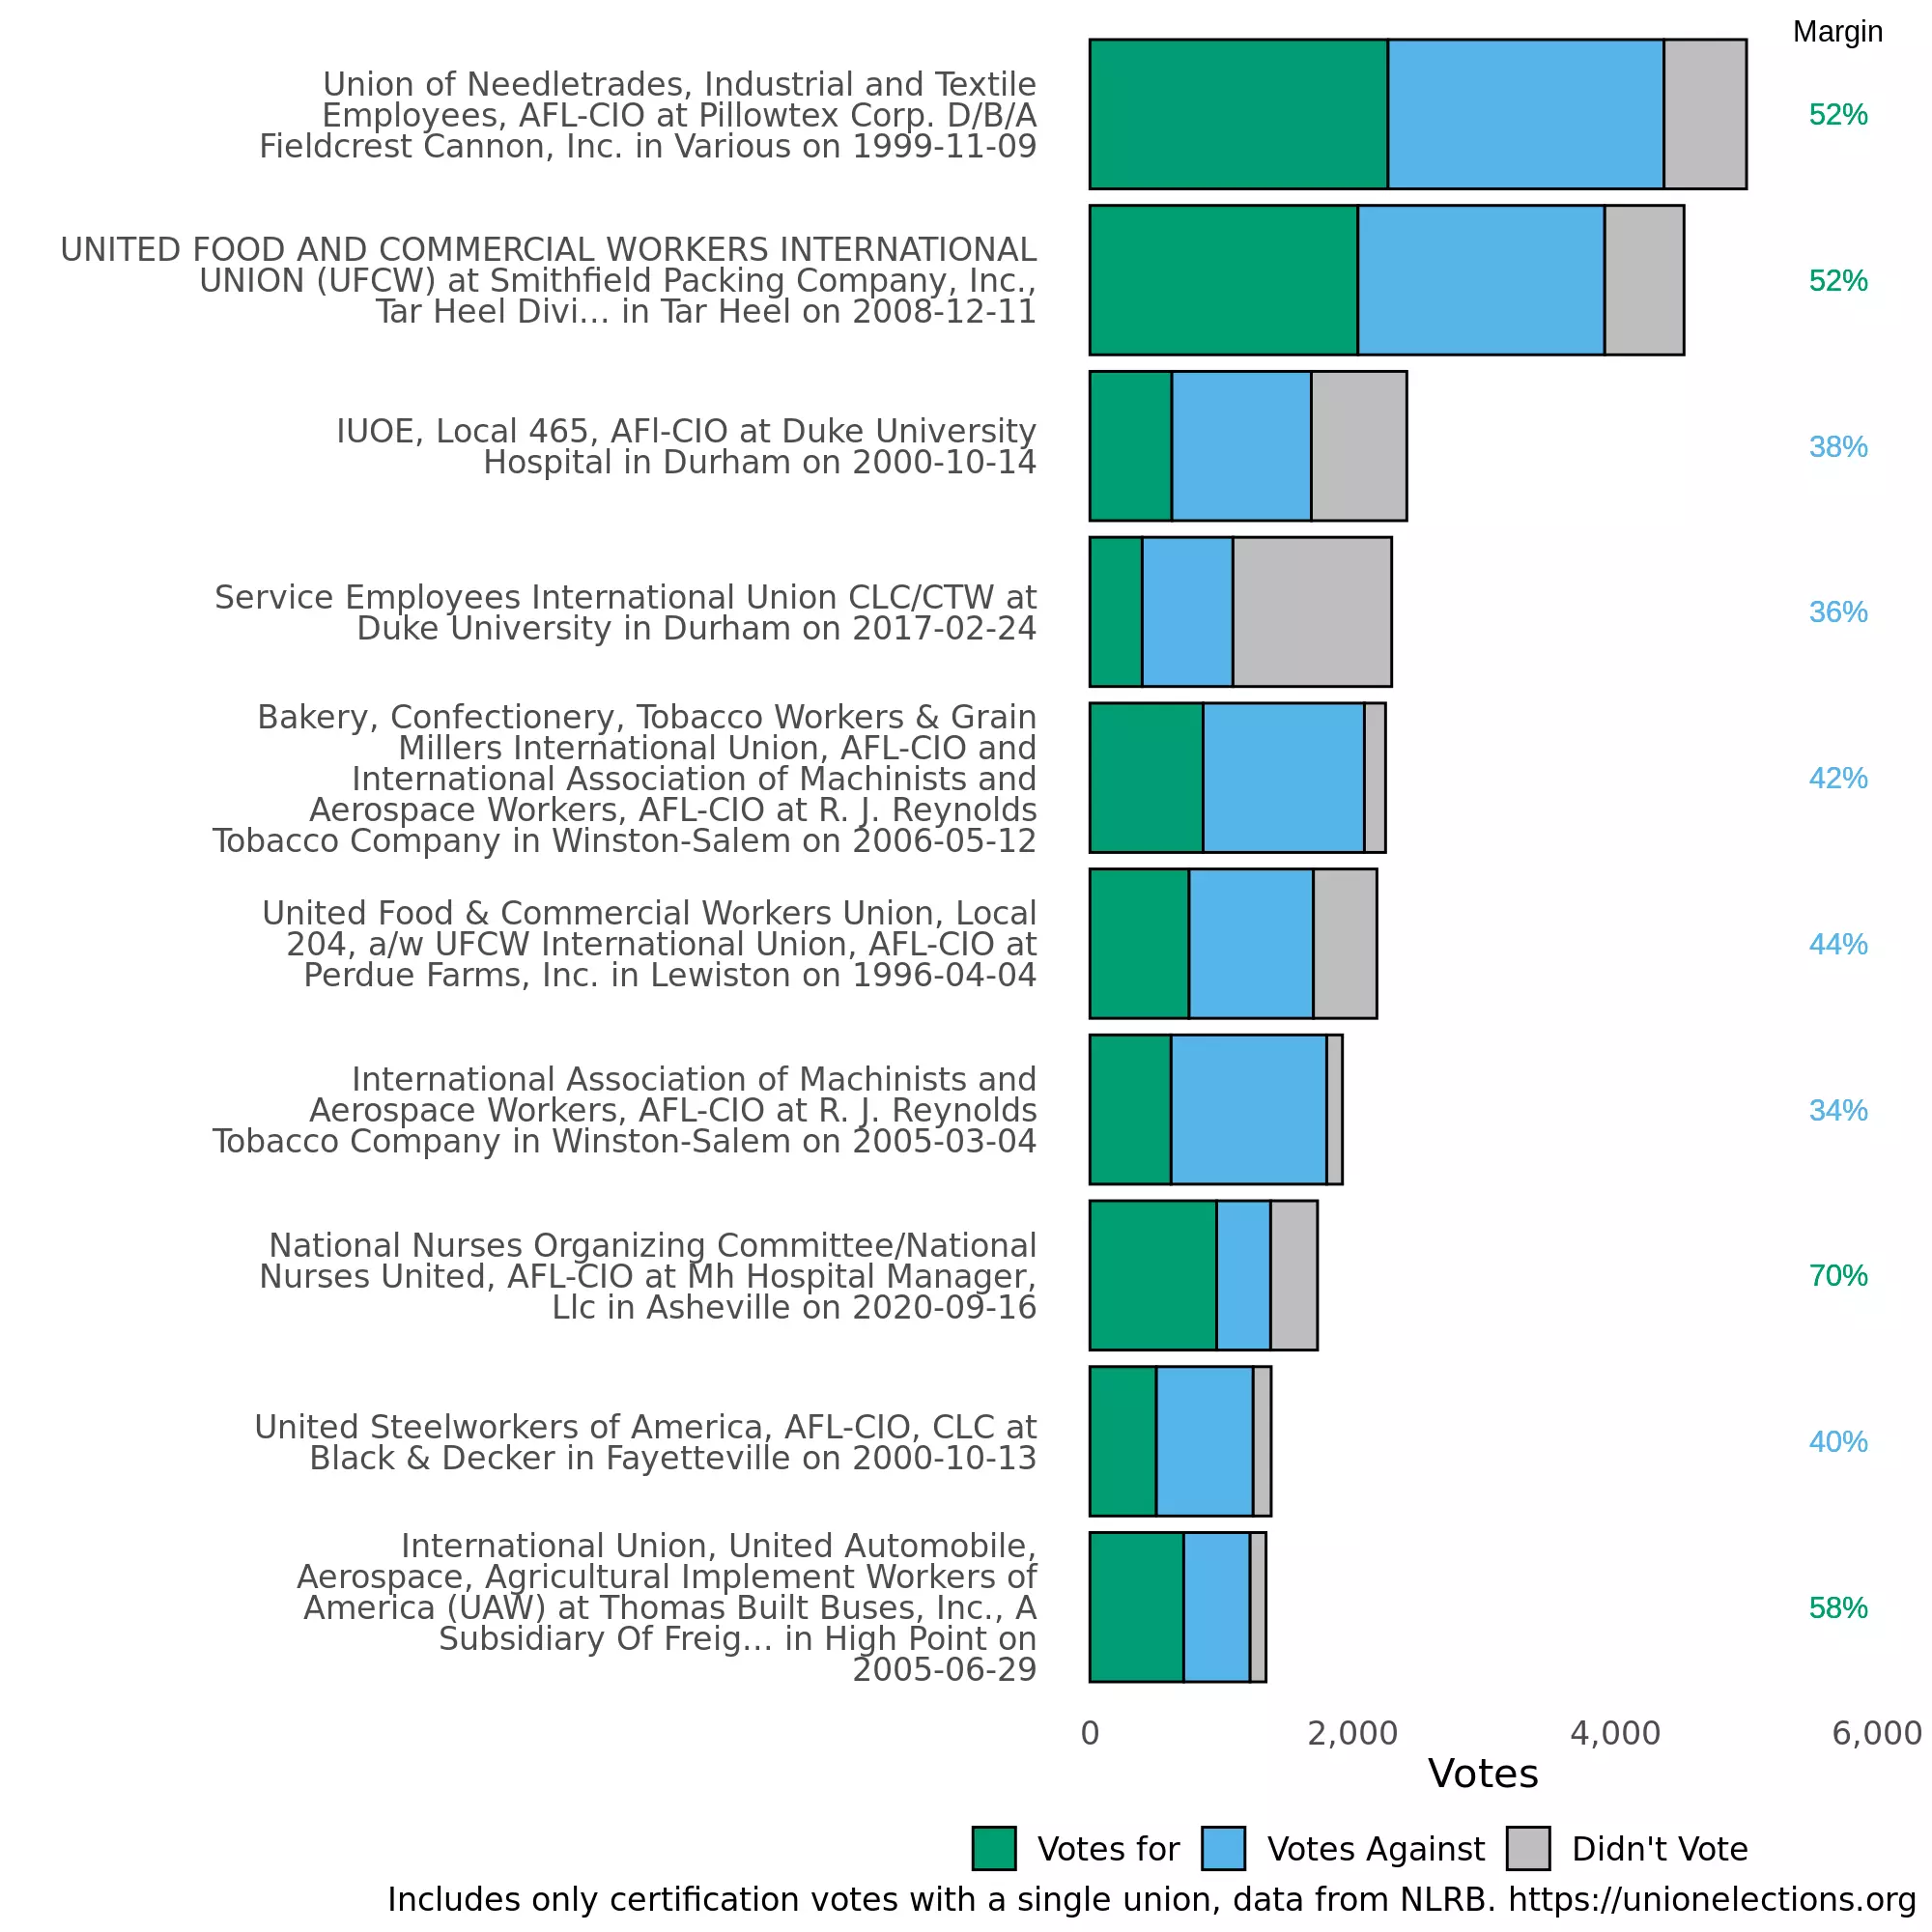 Margin
Union of Needletrades, Industrial and Textile
Employees, AFL-CIO at Pillowtex Corp. D/B/A
Fieldcrest Cannon, Inc. in Various on 1999-11-09
52%
UNITED FOOD AND COMMERCIAL WORKERS INTERNATIONAL
UNION (UFCW) at Smithfield Packing Company, Inc.,
Tar Heel Divi... in Tar Heel on 2008-12-11
52%
IUOE, Local 465, AFl-CIO at Duke University
Hospital in Durham on 2000-10-14
38%
Service Employees International Union CLC/CTW at
Duke University in Durham on 2017-02-24
36%
Bakery, Confectionery, Tobacco Workers & Grain
Millers International Union, AFL-CIO and
International Association of Machinists and
Aerospace Workers, AFL-CIO at R. J. Reynolds
Tobacco Company in Winston-Salem on 2006-05-12
42%
United Food & Commercial Workers Union, Local
204, a/w UFCW International Union, AFL-CIO at
Perdue Farms, Inc. in Lewiston on 1996-04-04
44%
International Association of Machinists and
Aerospace Workers, AFL-CIO at R. J. Reynolds
Tobacco Company in Winston-Salem on 2005-03-04
34%
National Nurses Organizing Committee/National
Nurses United, AFL-CIO at Mh Hospital Manager,
Llc in Asheville on 2020-09-16
70%
United Steelworkers of America, AFL-CIO, CLC at
Black & Decker in Fayetteville on 2000-10-13
40%
International Union, United Automobile,
Aerospace, Agricultural Implement Workers of
America (UAW) at Thomas Built Buses, Inc., A
Subsidiary Of Freig... in High Point on
2005-06-29
58%
0 2,000 4,000 6,000
Votes
Votes for Votes Against Didn't Vote
Includes only certification votes with a single union, data from NLRB. https://unionelections.org